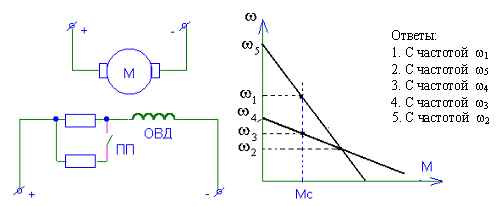 +
-
М
ОВД
ПП
+
-
ω
ω5
ω1
ω4
ω3
ω2
М
Мс
Ответы:
1. С частотой ω1
2. С частотой ω5
3. С частотой ω4
4. С частотой ω3
5. С частотой ω2